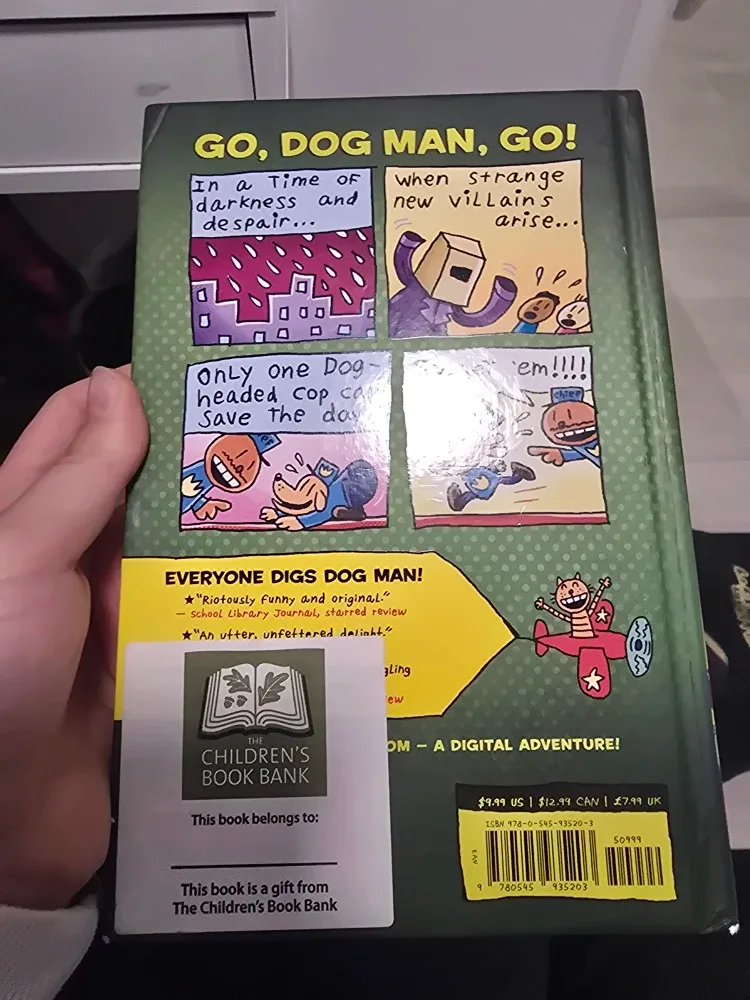 GO, DOG MAN, GO!
In a Time OF
darkness and
despair...
when strange
new villains
arise...
Only one Dog-
headed Cop
Save the
em!!!!
chief
EVERYONE DIGS DOG MAN!
★"Riotously funny and original."
— School Library Journal, starred review
★"An utter, unfettered delight."
THE
CHILDREN'S
BOOK BANK
This book belongs to:
This book is a gift from
The Children's Book Bank
OM — A DIGITAL ADVENTURE!
$9.99 US | $12.99 CAN | £7.99 UK
ISBN 978-0-545-93520-3
50999
EAN
9 780545 935203